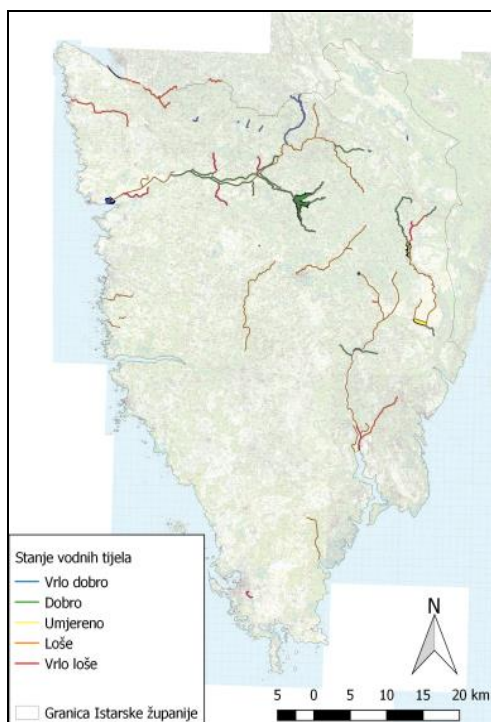 Stanje vodnih tijela
Vrlo dobro
Dobro
Umjereno
Loše
Vrlo loše
Granica Istarske županije
N
5 0 5 10 15 20 km